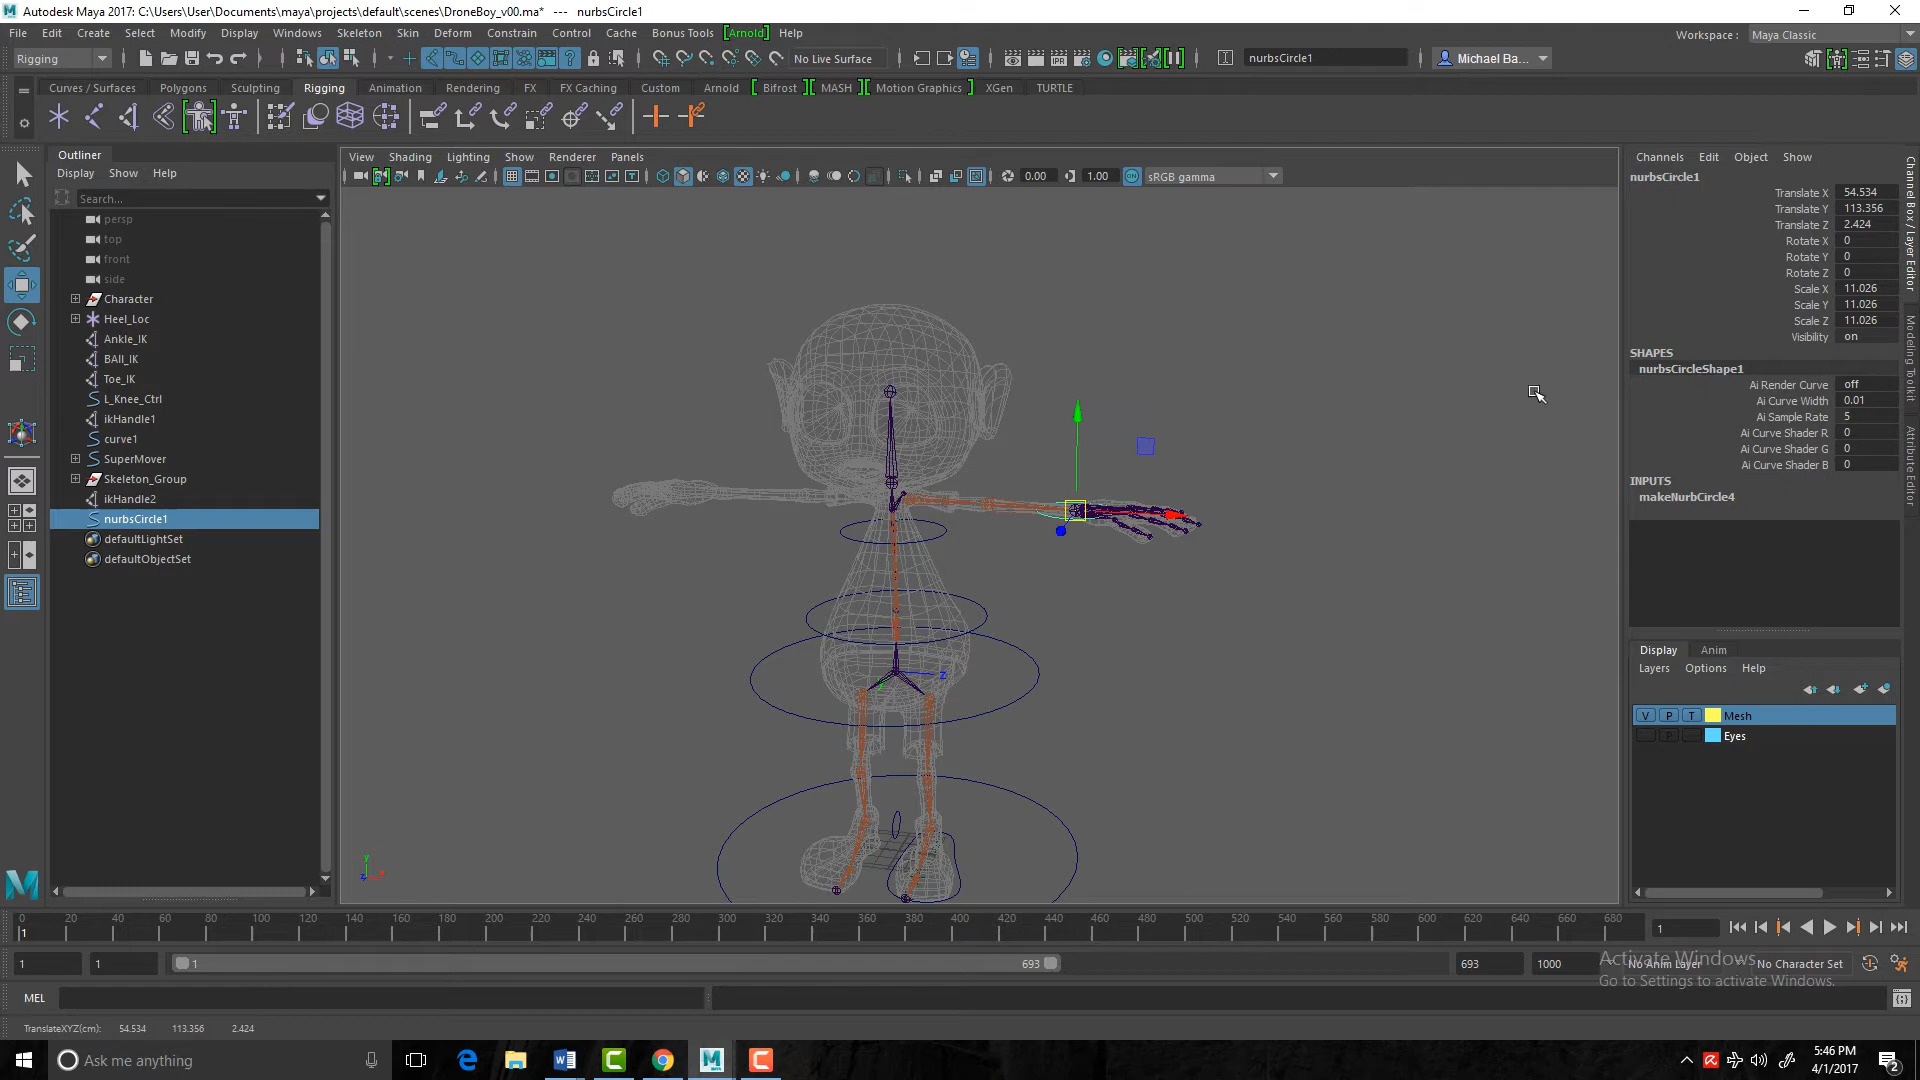 Autodesk Maya 2017: C:\Users\User\Documents\maya\projects\default\scenes\DroneBoy_v00.ma* --- nurbsCircle1
File Edit Create Select Modify Display Windows Skeleton Skin Deform Constrain Control Cache Bonus Tools [Arnold] Help
Workspace : Maya Classic
Rigging No Live Surface nurbsCircle1 Michael Ba...
Curves / Surfaces Polygons Sculpting Rigging Animation Rendering FX FX Caching Custom Arnold [ Bifrost ] [ MASH ] [ Motion Graphics ] XGen TURTLE
IPR
Outliner
Display Show Help
Search...
persp
top
front
side
Character
Heel_Loc
Ankle_IK
BAll_IK
Toe_IK
L_Knee_Ctrl
ikHandle1
curve1
SuperMover
Skeleton_Group
ikHandle2
nurbsCircle1
defaultLightSet
defaultObjectSet
View Shading Lighting Show Renderer Panels
0.00 1.00 ON sRGB gamma
z
y
z
Channels Edit Object Show
nurbsCircle1
Translate X 54.534
Translate Y 113.356
Translate Z 2.424
Rotate X 0
Rotate Y 0
Rotate Z 0
Scale X 11.026
Scale Y 11.026
Scale Z 11.026
Visibility on
SHAPES
nurbsCircleShape1
Ai Render Curve off
Ai Curve Width 0.01
Ai Sample Rate 5
Ai Curve Shader R 0
Ai Curve Shader G 0
Ai Curve Shader B 0
INPUTS
makeNurbCircle4
Channel Box / Layer Editor
Modeling Toolkit
Attribute Editor
Display Anim
Layers Options Help
V P T Mesh
P Eyes
0 20 40 60 80 100 120 140 160 180 200 220 240 260 280 300 320 340 360 380 400 420 440 460 480 500 520 540 560 580 600 620 640 660 680
1 1
1 1 1 693 693 1000 No Anim Layer No Character Set
Activate Windows
Go to Settings to activate Windows.
MEL
TranslateXYZ(cm): 54.534 113.356 2.424
Ask me anything
5:46 PM
4/1/2017
2